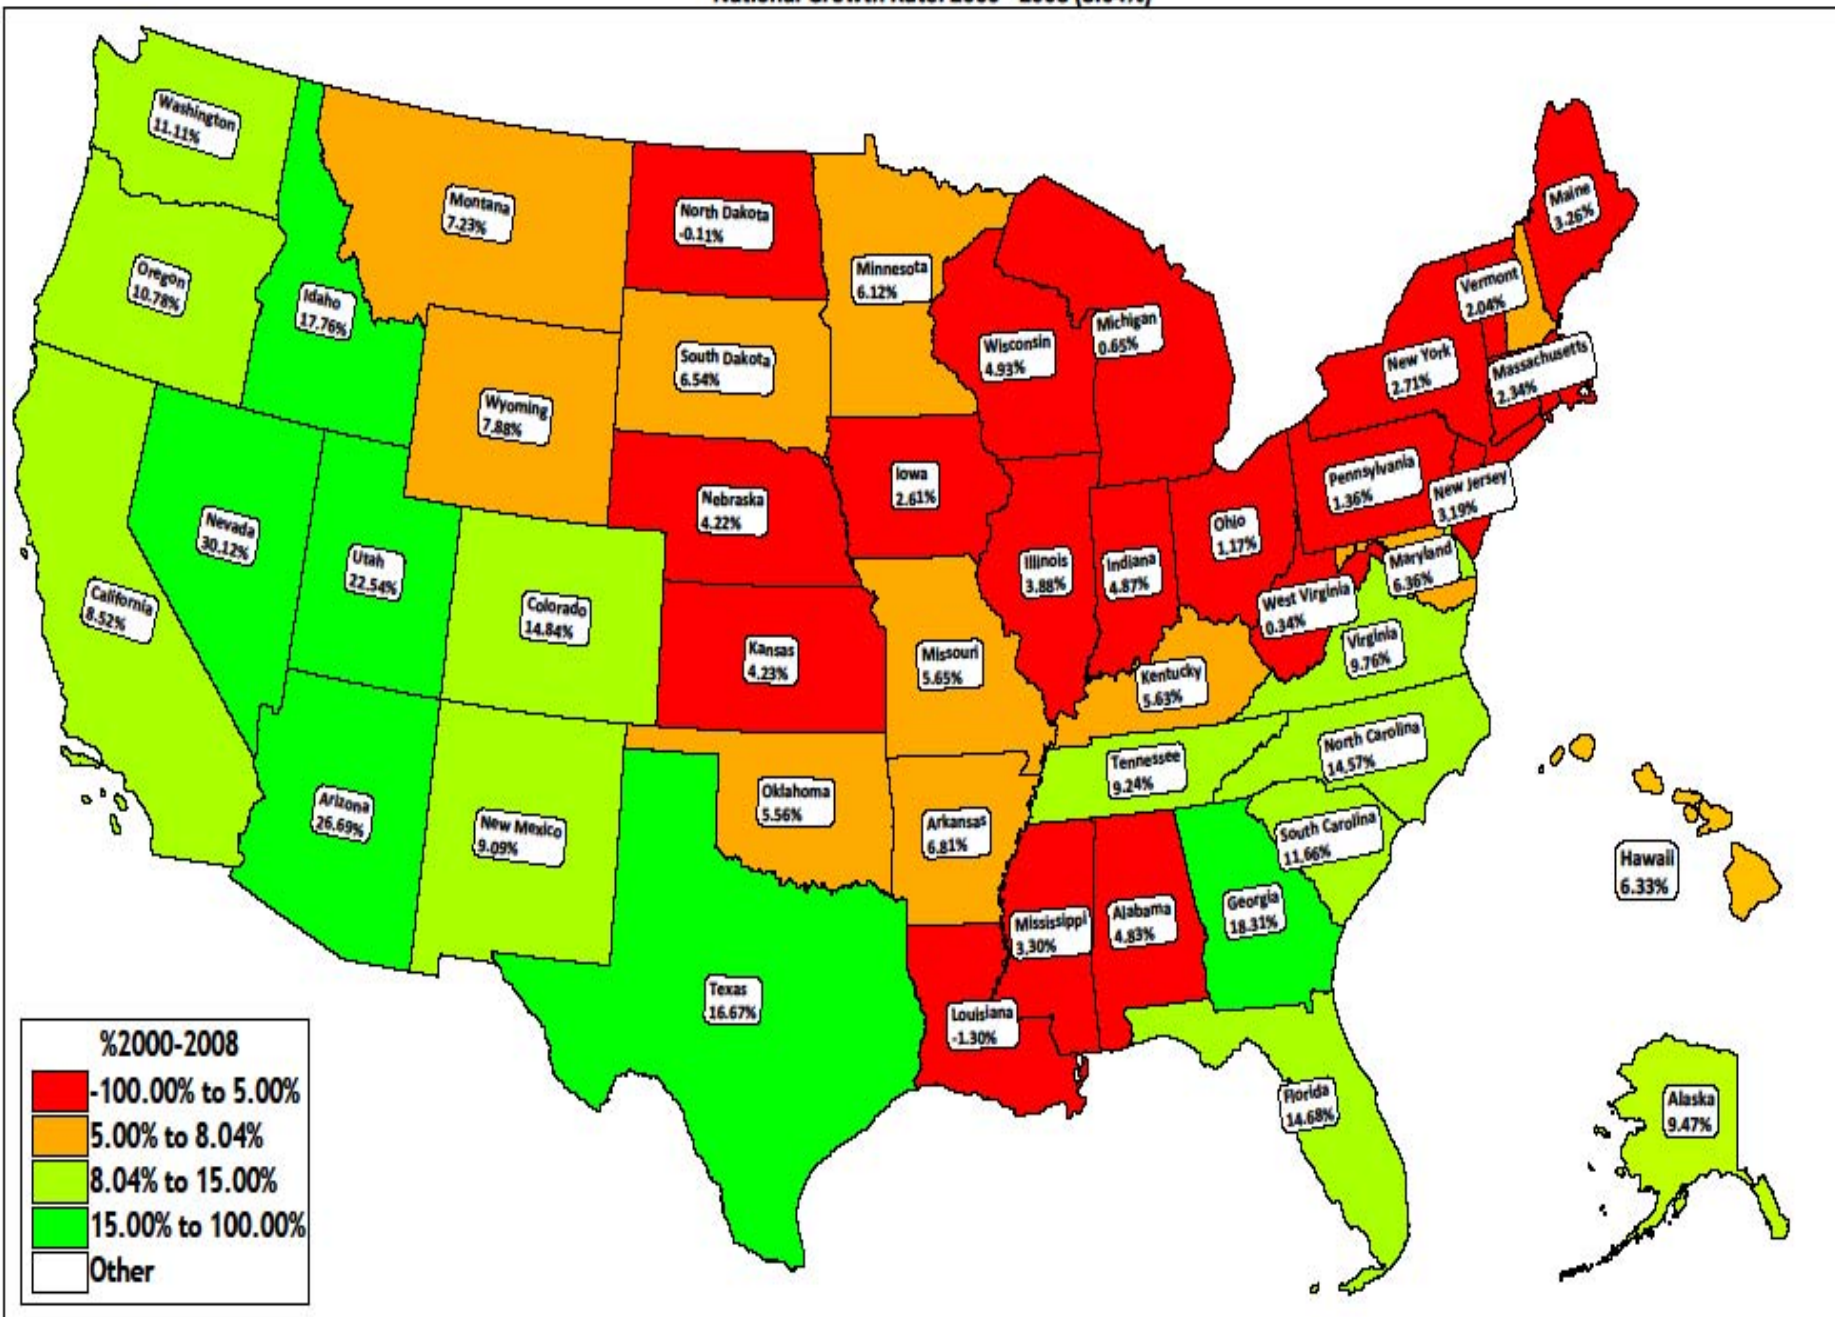 Washington
11.11%
Montana
7.23%
North Dakota
-0.11%
Minnesota
6.12%
Maine
3.26%
Vermont
2.04%
Oregon
10.78%
Idaho
17.76%
Wisconsin
4.93%
Michigan
0.65%
New York
2.71%
Massachusetts
2.34%
South Dakota
6.54%
Wyoming
7.88%
Nebraska
4.22%
Iowa
2.61%
Pennsylvania
1.36%
New Jersey
3.19%
Nevada
30.12%
Utah
22.54%
Illinois
3.88%
Indiana
4.87%
Ohio
1.17%
Maryland
6.36%
California
8.52%
Colorado
14.84%
West Virginia
0.34%
Virginia
9.76%
Kansas
4.23%
Missouri
5.65%
Kentucky
5.63%
Arizona
26.69%
New Mexico
9.09%
Oklahoma
5.56%
Arkansas
6.81%
Tennessee
9.24%
North Carolina
14.57%
South Carolina
11.66%
Hawaii
6.33%
Mississippi
3.30%
Alabama
4.83%
Georgia
18.31%
Texas
16.67%
Louisiana
-1.30%
Florida
14.68%
Alaska
9.47%
%2000-2008
-100.00% to 5.00%
5.00% to 8.04%
8.04% to 15.00%
15.00% to 100.00%
Other